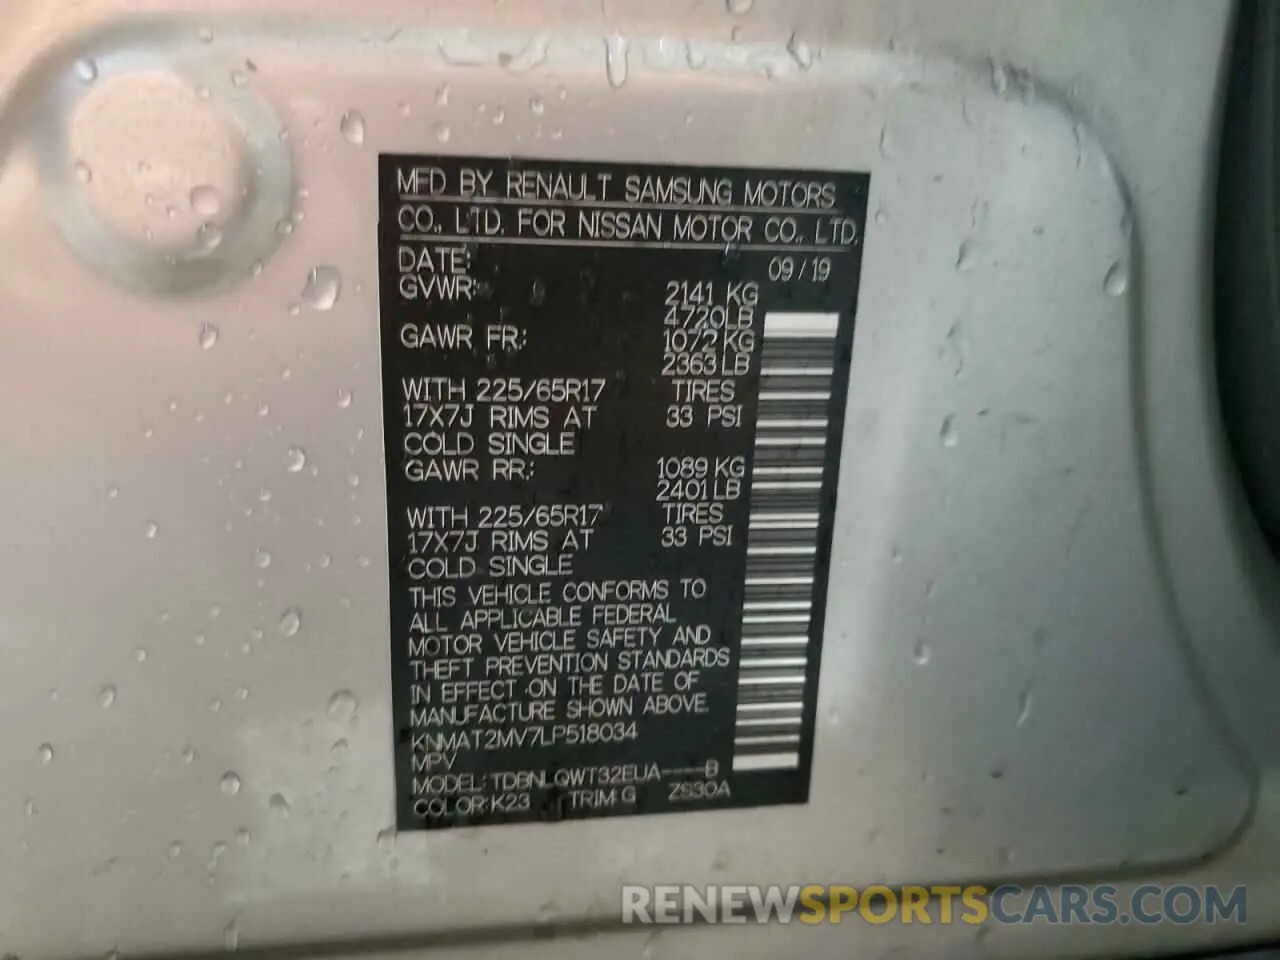 MFD BY RENAULT SAMSUNG MOTORS
CO., LTD. FOR NISSAN MOTOR CO., LTD.
DATE: 09 / 19
GVWR: 2141 KG
4720LB
GAWR FR.: 1072 KG
2363 LB
WITH 225/65R17 TIRES
17X7J RIMS AT 33 PSI
COLD SINGLE
GAWR RR.: 1089 KG
2401 LB
WITH 225/65R17 TIRES
17X7J RIMS AT 33 PSI
COLD SINGLE
THIS VEHICLE CONFORMS TO
ALL APPLICABLE FEDERAL
MOTOR VEHICLE SAFETY AND
THEFT PREVENTION STANDARDS
IN EFFECT ON THE DATE OF
MANUFACTURE SHOWN ABOVE.
KNMAT2MV7LP518034
MPV
MODEL: TDBNLQWT32EUA----B
COLOR: K23 TRIM: G ZS30A
RENEWSPORTSCARS.COM